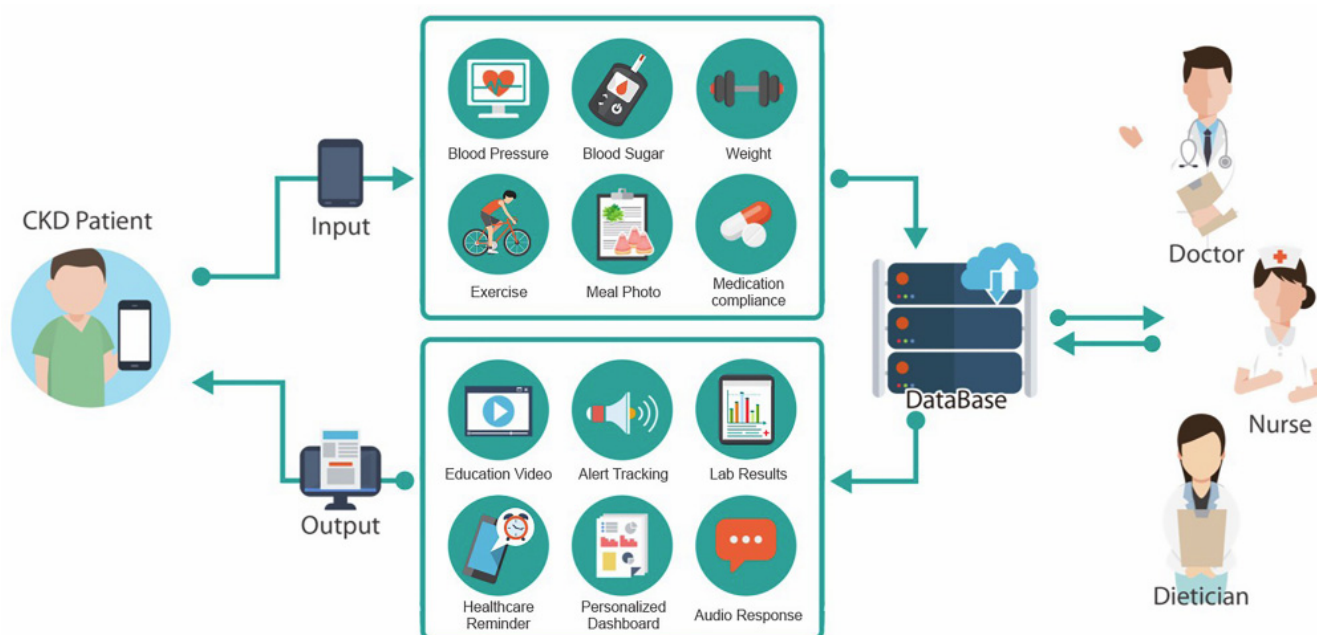 CKD Patient
Input
Blood Pressure
Blood Sugar
Weight
Exercise
Meal Photo
Medication
compliance
DataBase
Doctor
Nurse
Dietician
Education Video
Alert Tracking
Lab Results
Healthcare
Reminder
Personalized
Dashboard
Audio Response
Output